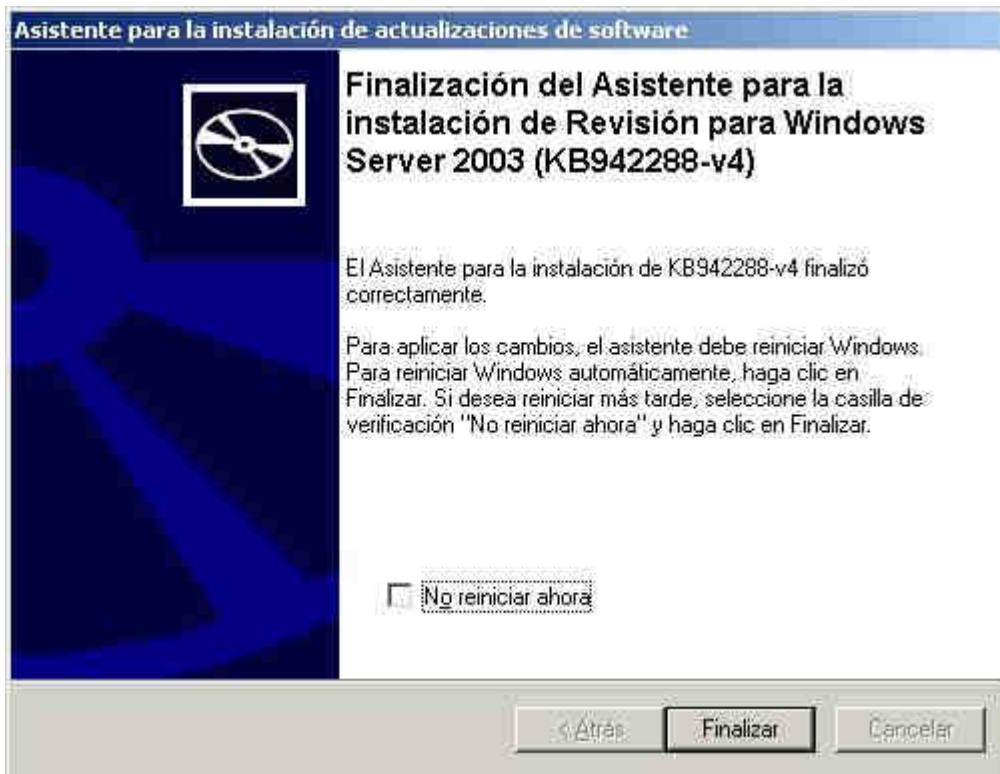 Asistente para la instalación de actualizaciones de software
Finalización del Asistente para la
instalación de Revisión para Windows
Server 2003 (KB942288-v4)
El Asistente para la instalación de KB942288-v4 finalizó
correctamente.
Para aplicar los cambios, el asistente debe reiniciar Windows.
Para reiniciar Windows automáticamente, haga clic en
Finalizar. Si desea reiniciar más tarde, seleccione la casilla de
verificación "No reiniciar ahora" y haga clic en Finalizar.
No reiniciar ahora
< Atrás
Finalizar
Cancelar